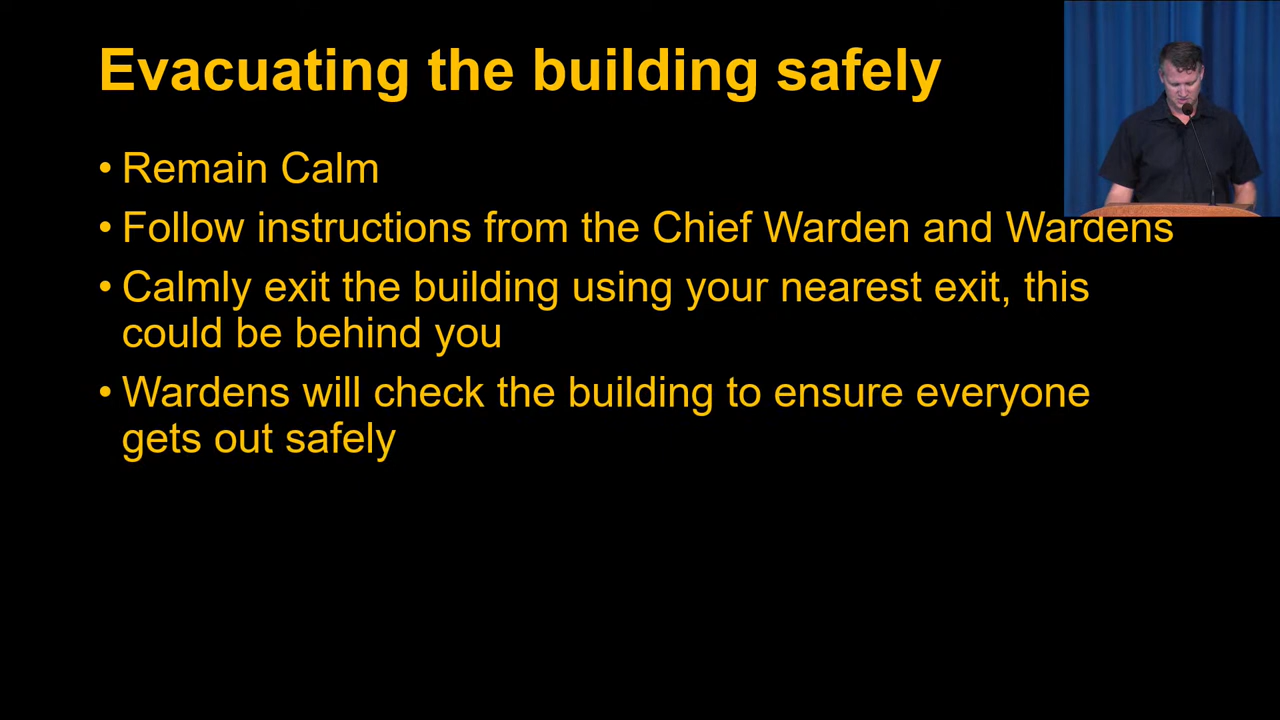 Evacuating the building safely
• Remain Calm
• Follow instructions from the Chief Warden and Wardens
• Calmly exit the building using your nearest exit, this
could be behind you
• Wardens will check the building to ensure everyone
gets out safely